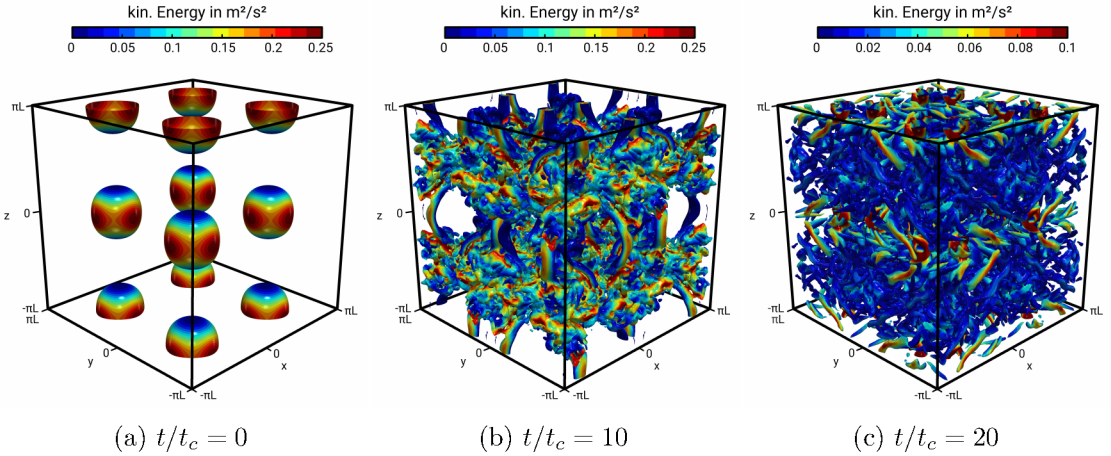 kin. Energy in m²/s² kin. Energy in m²/s² kin. Energy in m²/s²
0 0.05 0.1 0.15 0.2 0.25 0 0.05 0.1 0.15 0.2 0.25 0 0.02 0.04 0.06 0.08 0.1
πL πL πL
z 0 z 0 z 0
-πL πL -πL πL -πL πL
πL πL πL
0 0 0 0 0 0
y x y x y x
-πL -πL -πL -πL -πL -πL
(a) t/t_c = 0 (b) t/t_c = 10 (c) t/t_c = 20